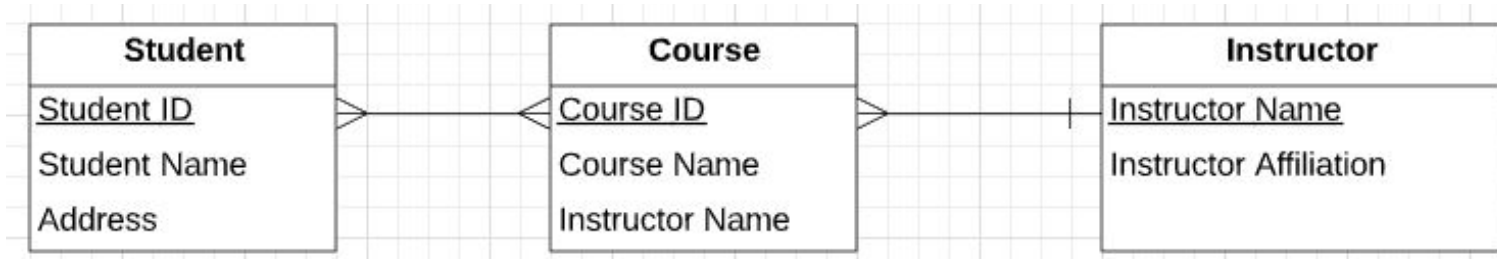 Student
Student ID
Student Name
Address
Course
Course ID
Course Name
Instructor Name
Instructor
Instructor Name
Instructor Affiliation